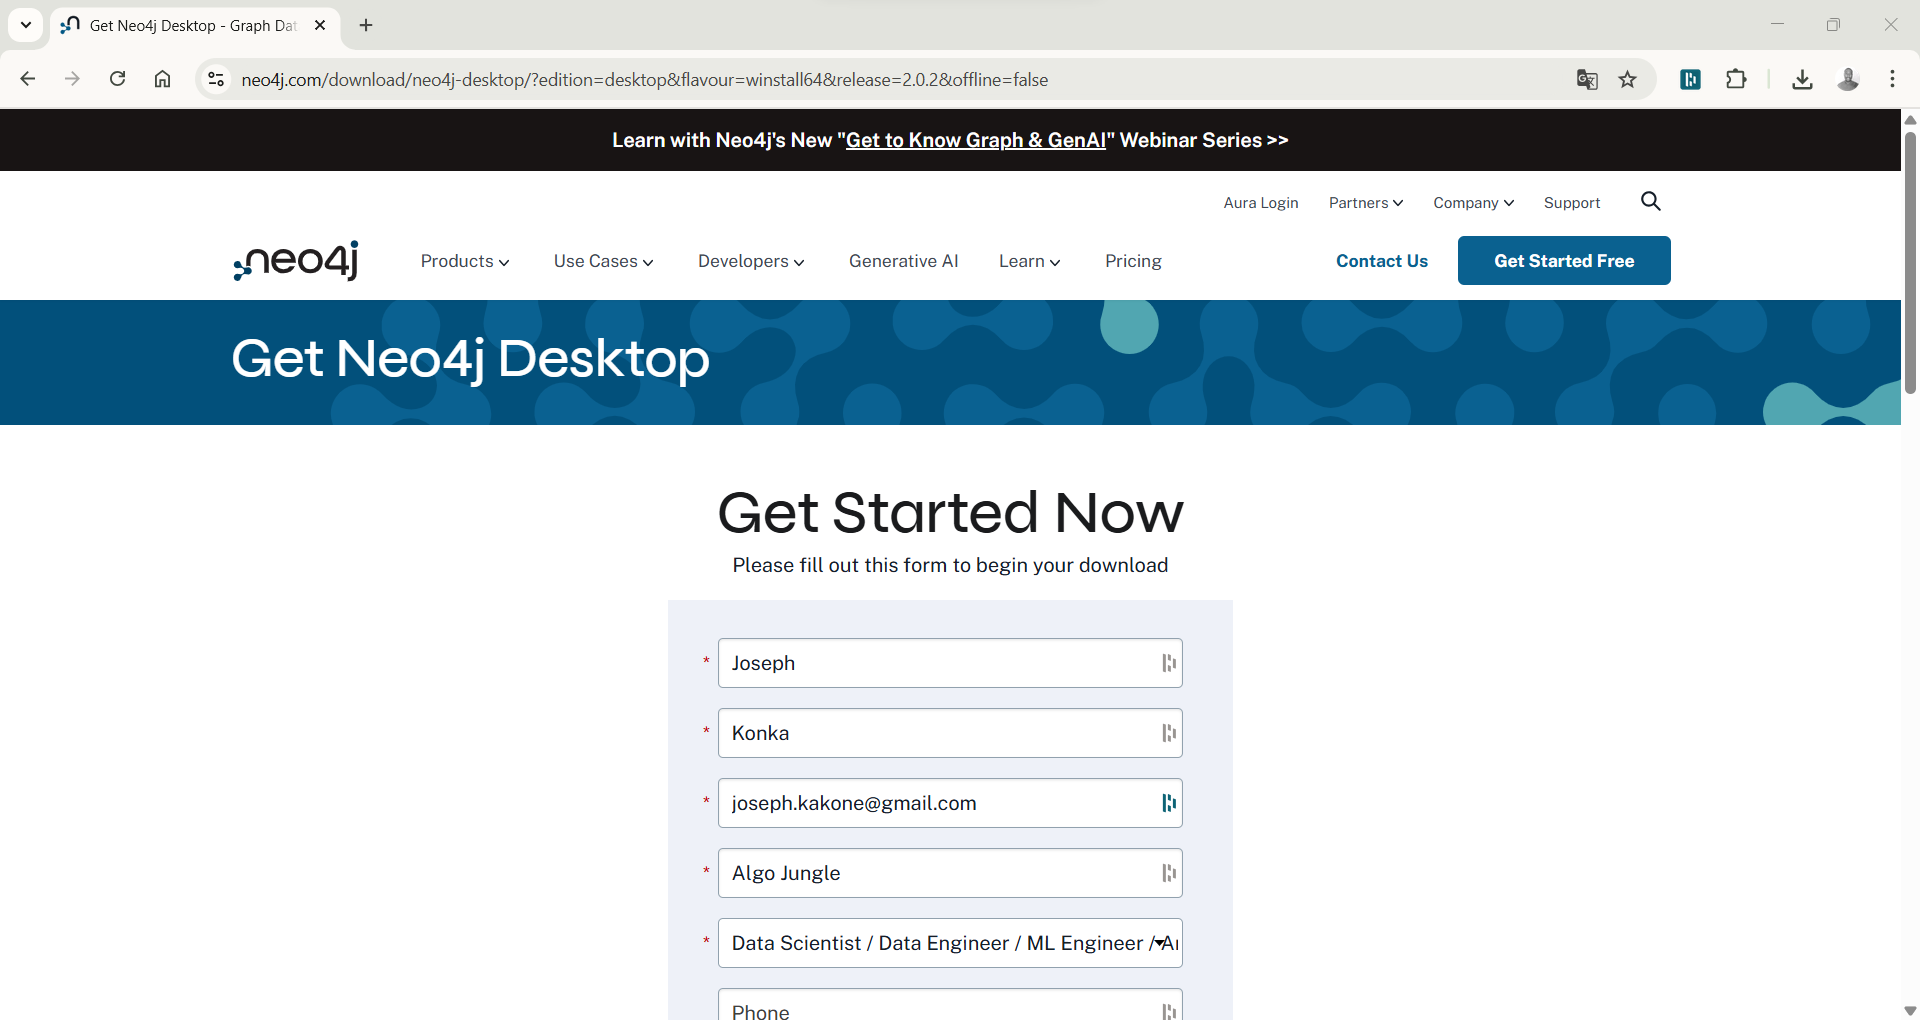 Get Neo4j Desktop - Graph Dat
neo4j.com/download/neo4j-desktop/?edition=desktop&flavour=winstall64&release=2.0.2&offline=false
Learn with Neo4j's New "Get to Know Graph & GenAI" Webinar Series >>
Aura Login Partners Company Support
neo4j Products Use Cases Developers Generative AI Learn Pricing Contact Us Get Started Free
Get Neo4j Desktop
Get Started Now
Please fill out this form to begin your download
* Joseph
* Konka
* joseph.kakone@gmail.com
* Algo Jungle
* Data Scientist / Data Engineer / ML Engineer / Ar
Phone